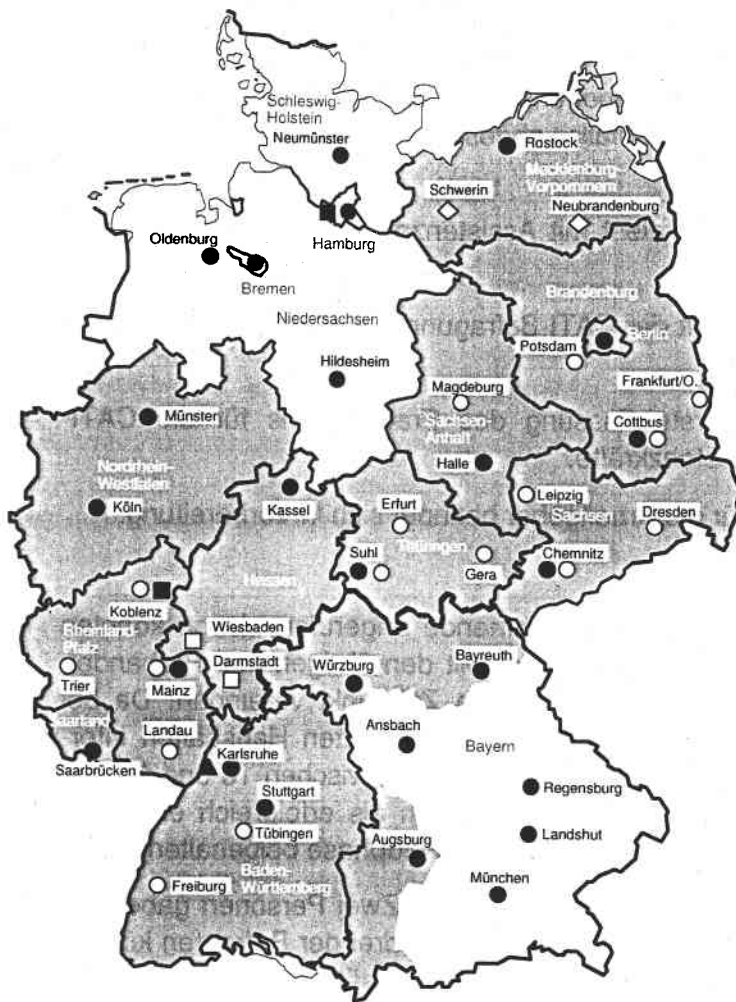 Schleswig-
Holstein
Neumünster
Rostock
Mecklenburg-
Vorpommern
Schwerin
Neubrandenburg
Hamburg
Oldenburg
Bremen
Niedersachsen
Brandenburg
Berlin
Potsdam
Frankfurt/O.
Hildesheim
Magdeburg
Sachsen-
Anhalt
Cottbus
Münster
Halle
Nordrhein-
Westfalen
Köln
Kassel
Leipzig
Sachsen
Dresden
Erfurt
Thüringen
Suhl
Gera
Chemnitz
Hessen
Koblenz
Rheinland-
Pfalz
Wiesbaden
Darmstadt
Trier
Mainz
Würzburg
Bayreuth
Saarland
Landau
Ansbach
Bayern
Saarbrücken
Karlsruhe
Stuttgart
Regensburg
Tübingen
Augsburg
Landshut
Freiburg
Baden-
Württemberg
München
Zwei Personen gaben